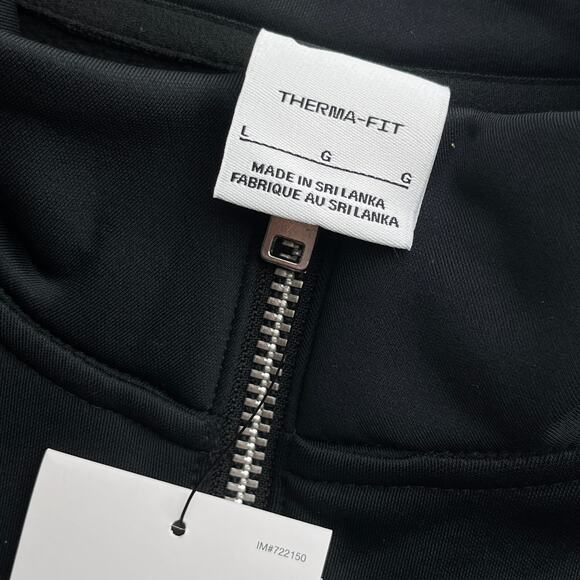 THERMA-FIT
L G G
MADE IN SRI LANKA
FABRIQUE AU SRI LANKA
IM#722150